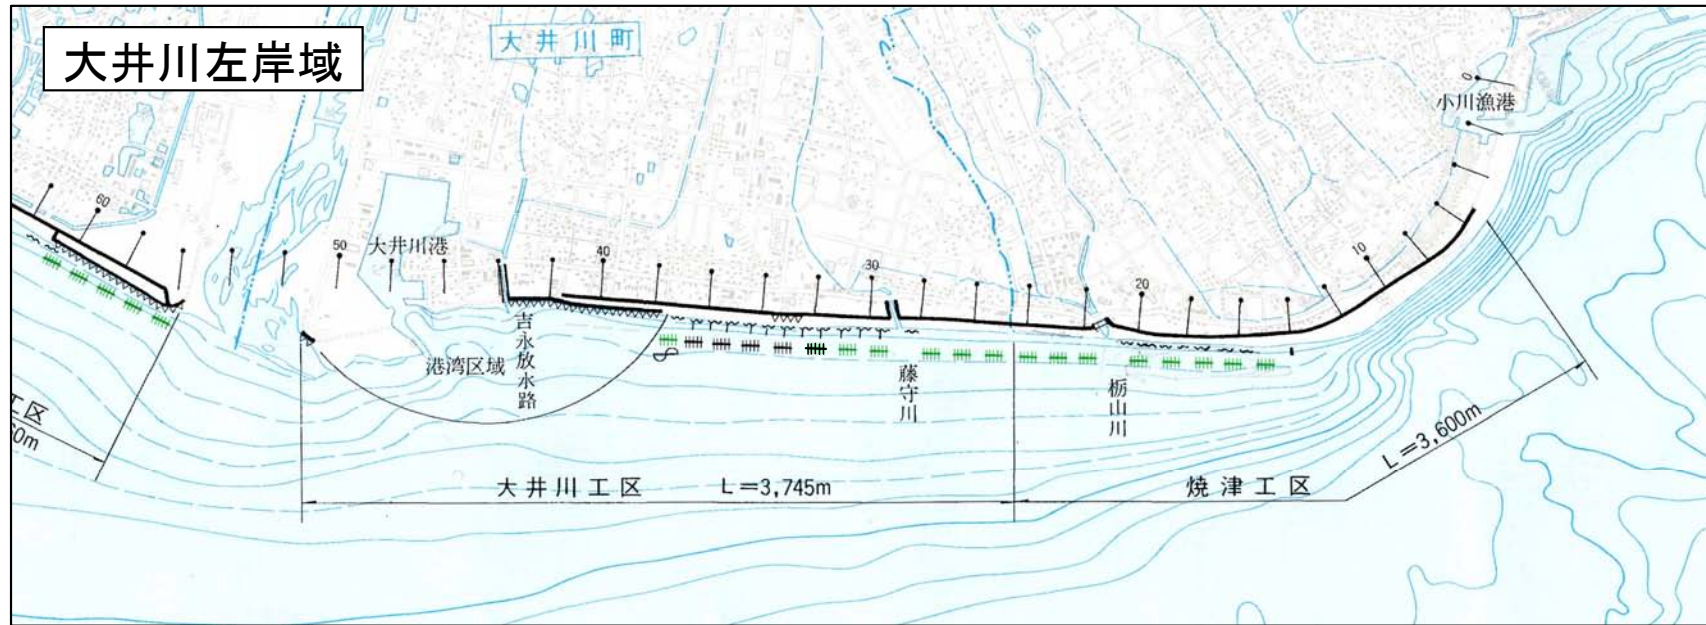 大井川左岸域
大井川町
0
小川漁港
60
50
大井川港
40
30
20
10
港湾区域
吉永放水路
藤守川
栃山川
工区
60m
大井川工区 L=3,745m
焼津工区
L=3,600m